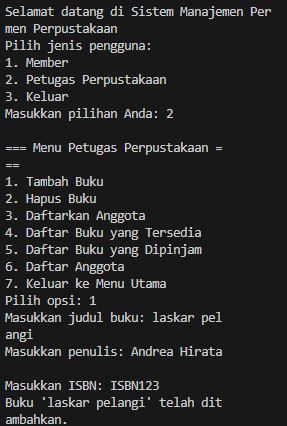 Selamat datang di Sistem Manajemen Per
men Perpustakaan
Pilih jenis pengguna:
1. Member
2. Petugas Perpustakaan
3. Keluar
Masukkan pilihan Anda: 2

=== Menu Petugas Perpustakaan =
==
1. Tambah Buku
2. Hapus Buku
3. Daftarkan Anggota
4. Daftar Buku yang Tersedia
5. Daftar Buku yang Dipinjam
6. Daftar Anggota
7. Keluar ke Menu Utama
Pilih opsi: 1
Masukkan judul buku: laskar pel
angi
Masukkan penulis: Andrea Hirata

Masukkan ISBN: ISBN123
Buku 'laskar pelangi' telah dit
ambahkan.